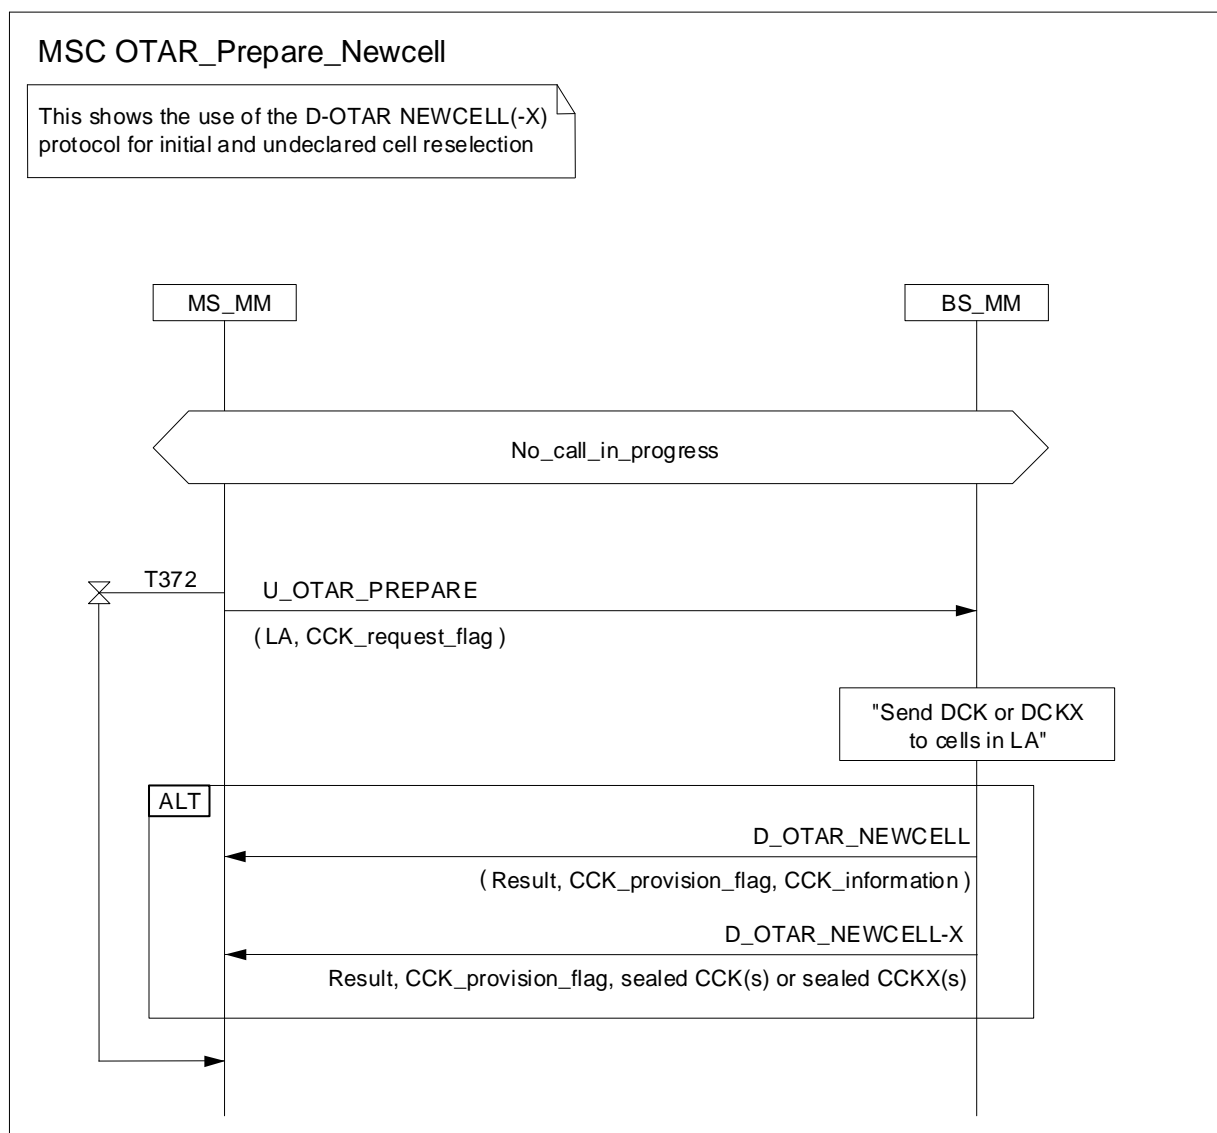 MSC OTAR_Prepare_Newcell
This shows the use of the D-OTAR NEWCELL(-X)
protocol for initial and undeclared cell reselection
MS_MM
BS_MM
No_call_in_progress
T372
U_OTAR_PREPARE
( LA, CCK_request_flag )
"Send DCK or DCKX
to cells in LA"
ALT
D_OTAR_NEWCELL
( Result, CCK_provision_flag, CCK_information )
D_OTAR_NEWCELL-X
Result, CCK_provision_flag, sealed CCK(s) or sealed CCKX(s)